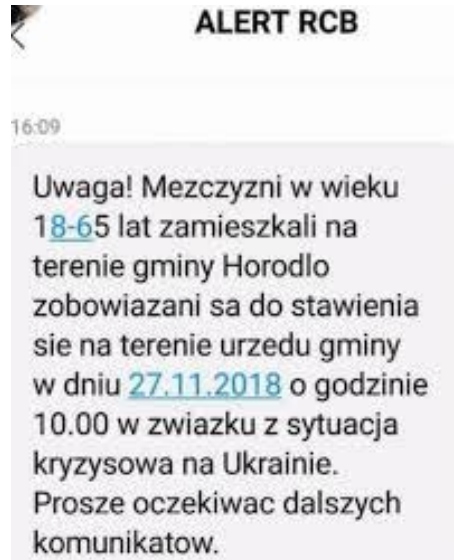 ALERT RCB
16:09
Uwaga! Mezczyzni w wieku
18-65 lat zamieszkali na
terenie gminy Horodlo
zobowiazani sa do stawienia
sie na terenie urzedu gminy
w dniu 27.11.2018 o godzinie
10.00 w zwiazku z sytuacja
kryzysowa na Ukrainie.
Prosze oczekiwac dalszych
komunikatow.